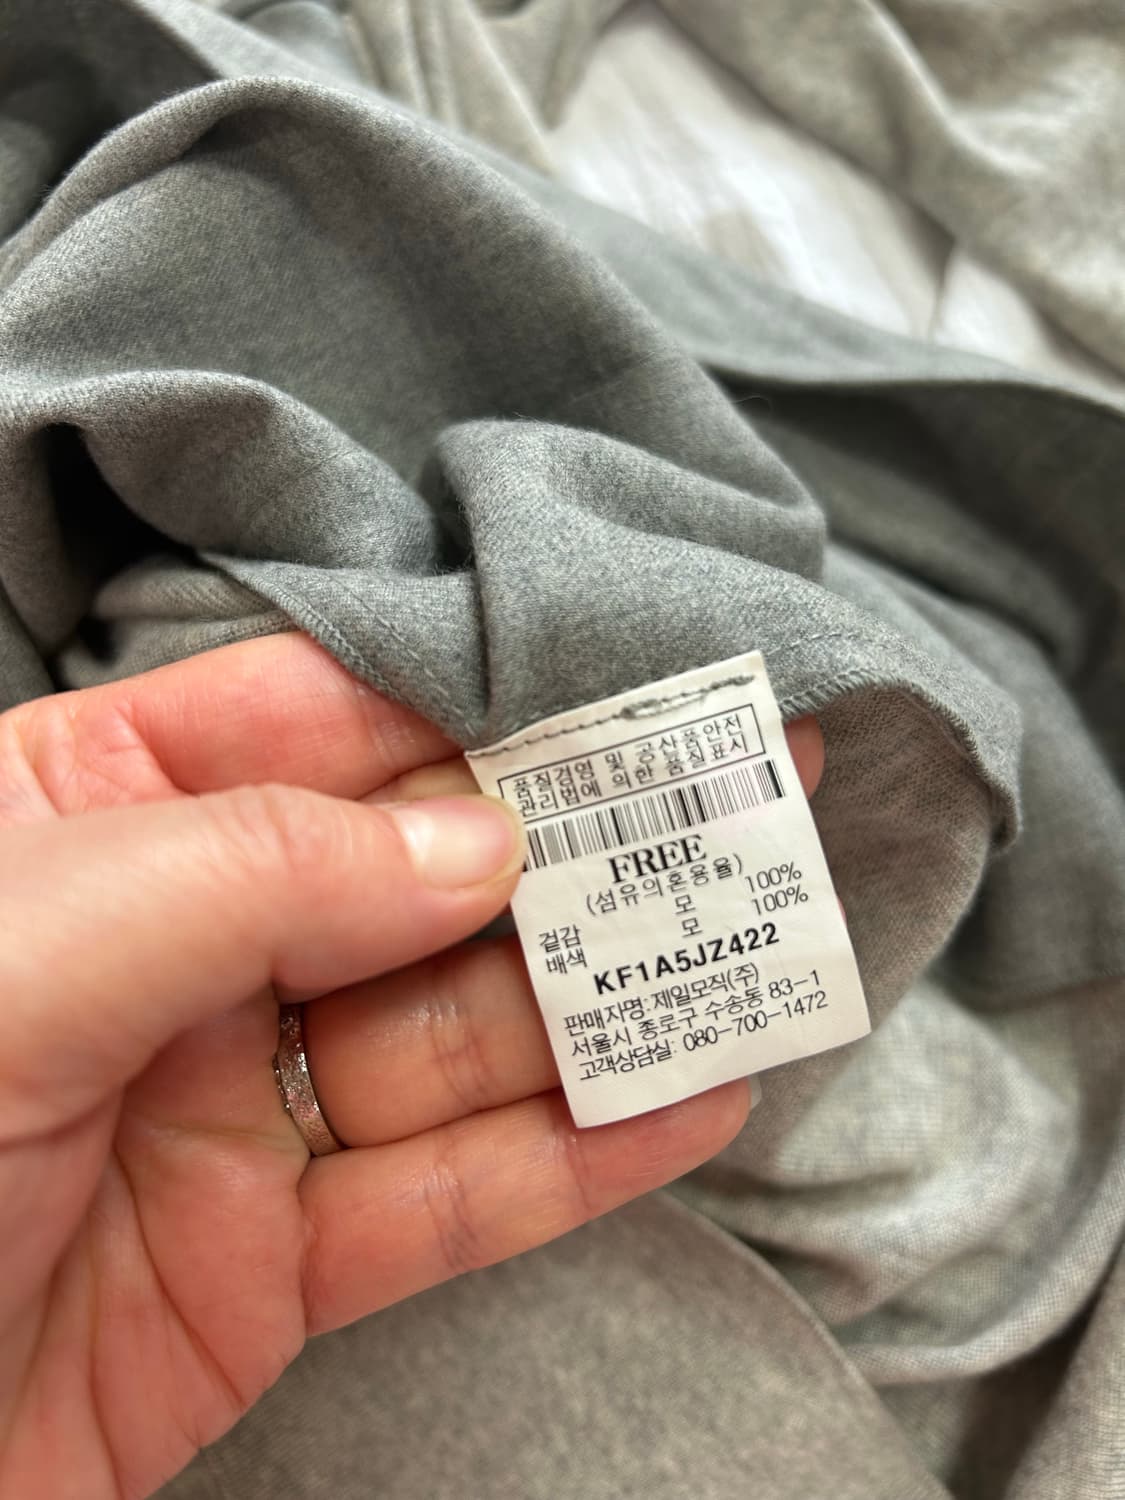 품질경영 및 공산품안전
관리법에 의한 품질표시
FREE
(섬유의혼용율)
겉감 모 100%
배색 모 100%
KF1A5JZ422
판매자명:제일모직(주)
서울시 종로구 수송동 83-1
고객상담실: 080-700-1472